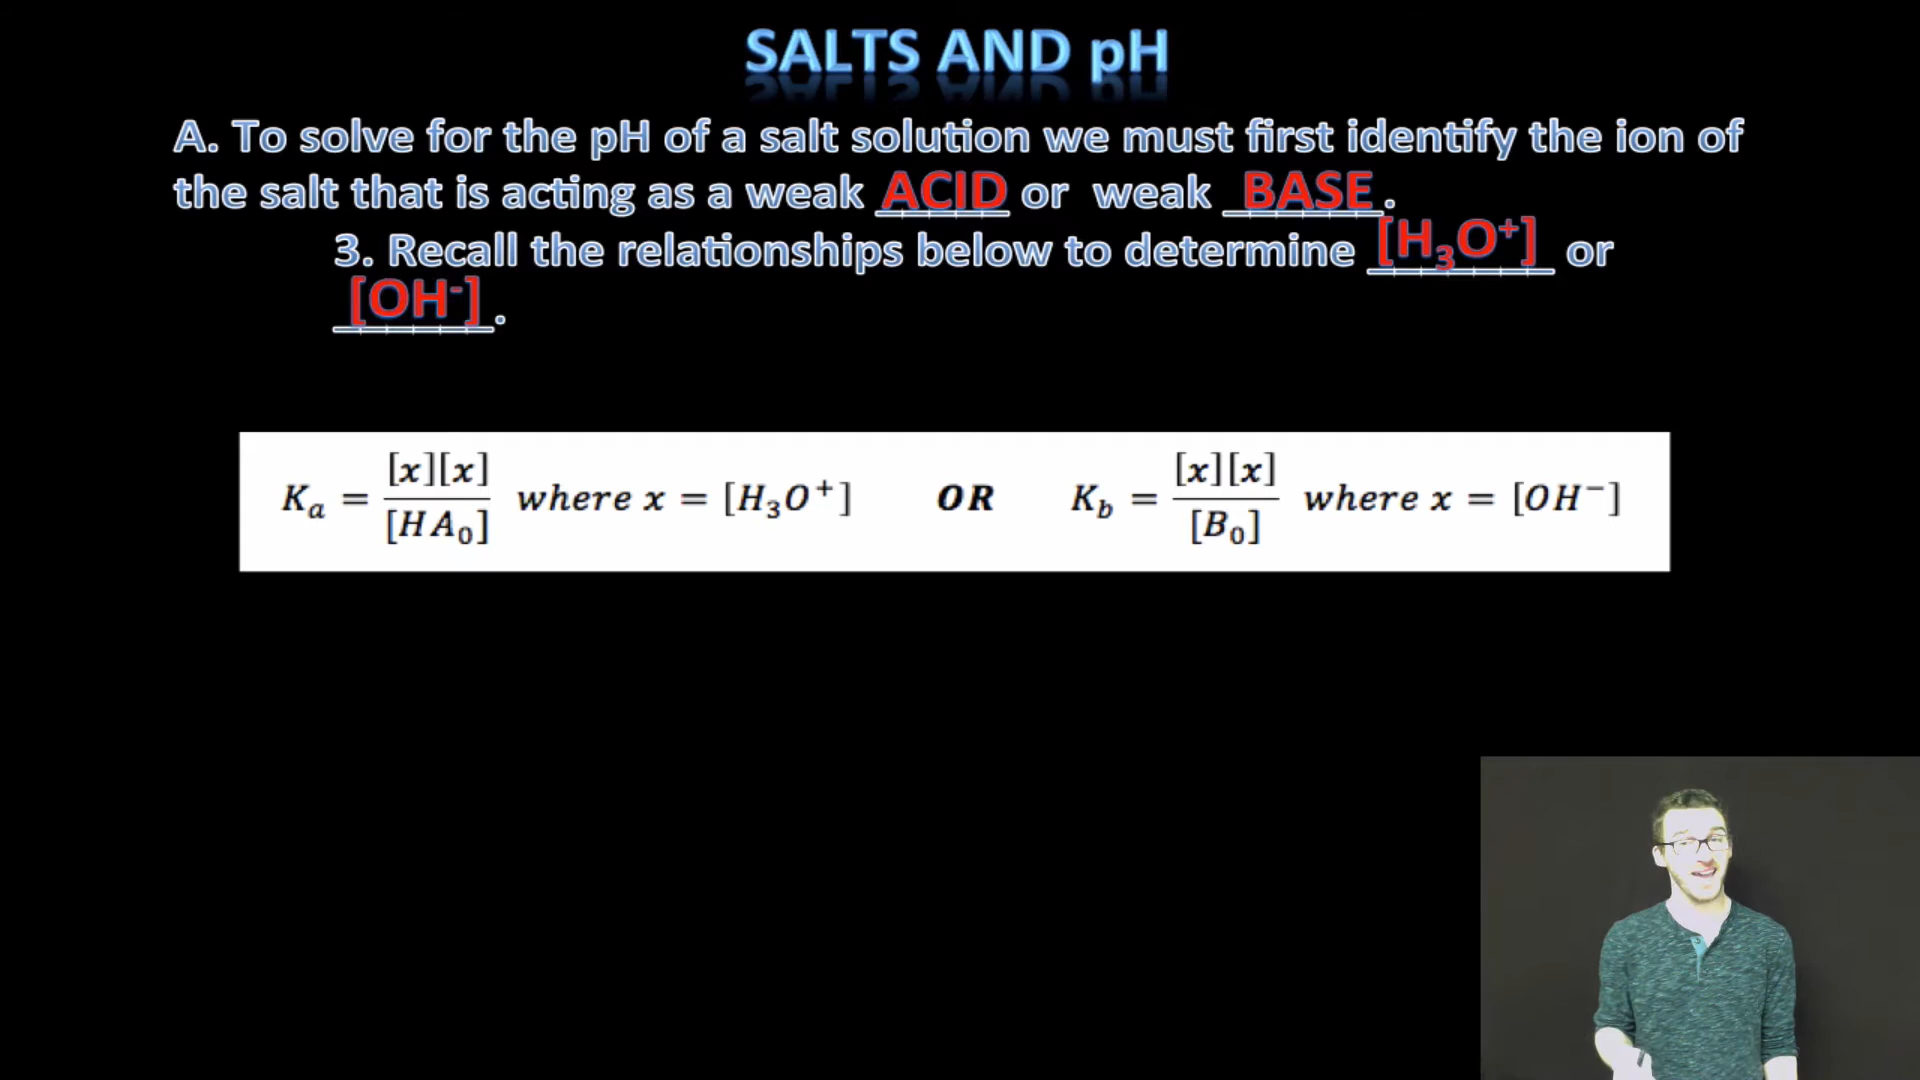 SALTS AND pH
A. To solve for the pH of a salt solution we must first identify the ion of
the salt that is acting as a weak ACID or weak BASE.
3. Recall the relationships below to determine [H₃O⁺] or
[OH⁻].
Kₐ = [x][x] / [HA₀] where x = [H₃O⁺] OR K_b = [x][x] / [B₀] where x = [OH⁻]